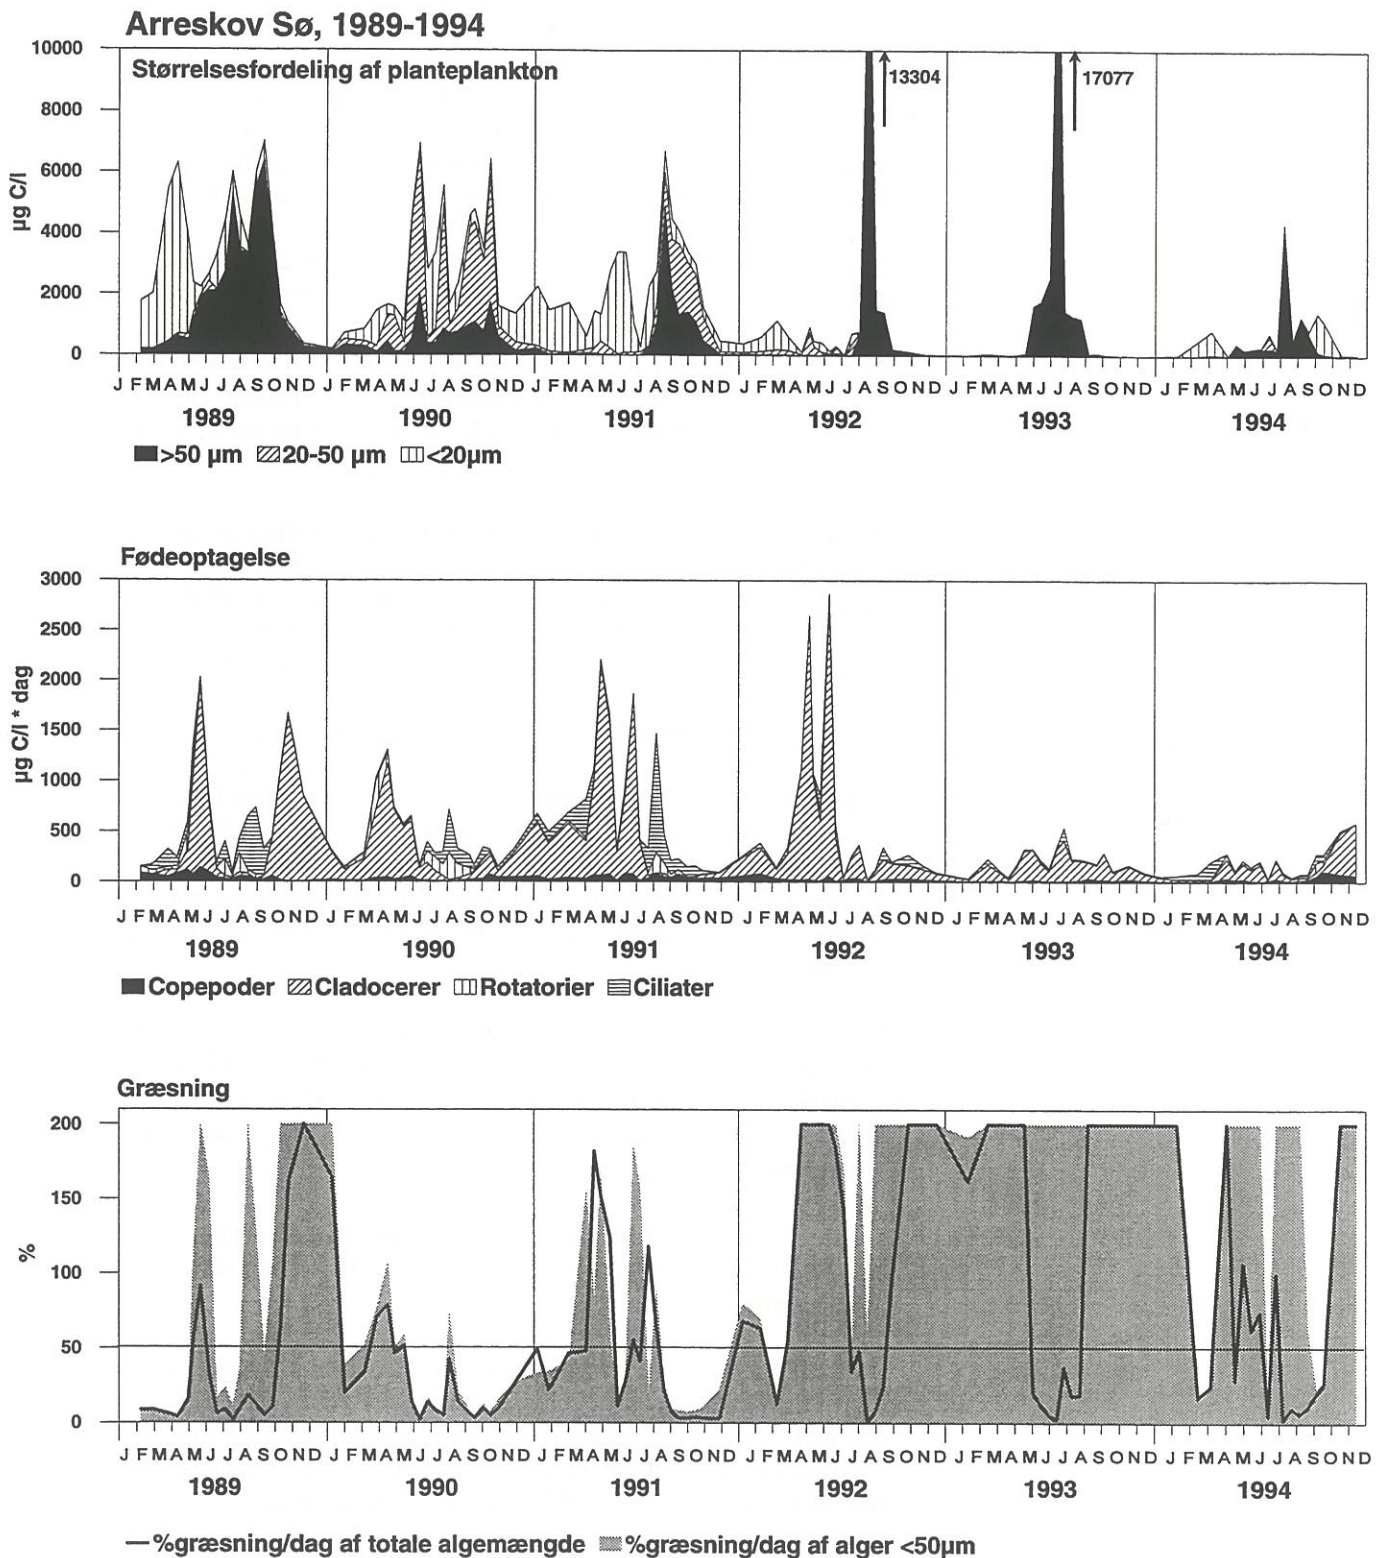 Arreskov Sø, 1989-1994
Størrelsesfordeling af planteplankton
10000
8000
6000
4000
2000
0
µg C/l
13304
17077
J F M A M J J A S O N D J F M A M J J A S O N D J F M A M J J A S O N D J F M A M J J A S O N D J F M A M J J A S O N D J F M A M J J A S O N D
1989 1990 1991 1992 1993 1994
>50 µm 20-50 µm <20µm
Fødeoptagelse
3000
2500
2000
1500
1000
500
0
µg C/l * dag
J F M A M J J A S O N D J F M A M J J A S O N D J F M A M J J A S O N D J F M A M J J A S O N D J F M A M J J A S O N D J F M A M J J A S O N D
1989 1990 1991 1992 1993 1994
Copepoder Cladocerer Rotatorier Ciliater
Græsning
200
150
100
50
0
%
J F M A M J J A S O N D J F M A M J J A S O N D J F M A M J J A S O N D J F M A M J J A S O N D J F M A M J J A S O N D J F M A M J J A S O N D
1989 1990 1991 1992 1993 1994
%græsning/dag af totale algemængde %græsning/dag af alger <50µm